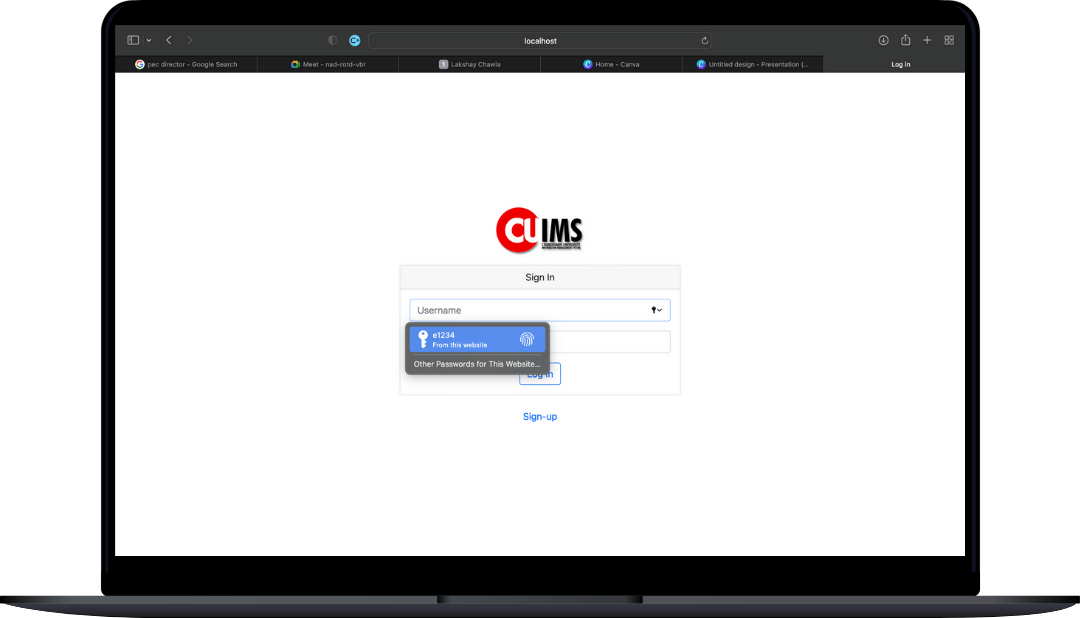 localhost
pec director - Google Search
Meet - nad-rotd-vbr
1 Lakshay Chawla
Home - Canva
Untitled design - Presentation (...
Log in
CU IMS
CHANDIGARH UNIVERSITY
INFORMATION MANAGEMENT SYSTEM
Sign In
Username
e1234
From this website
Other Passwords for This Website...
Log in
Sign-up